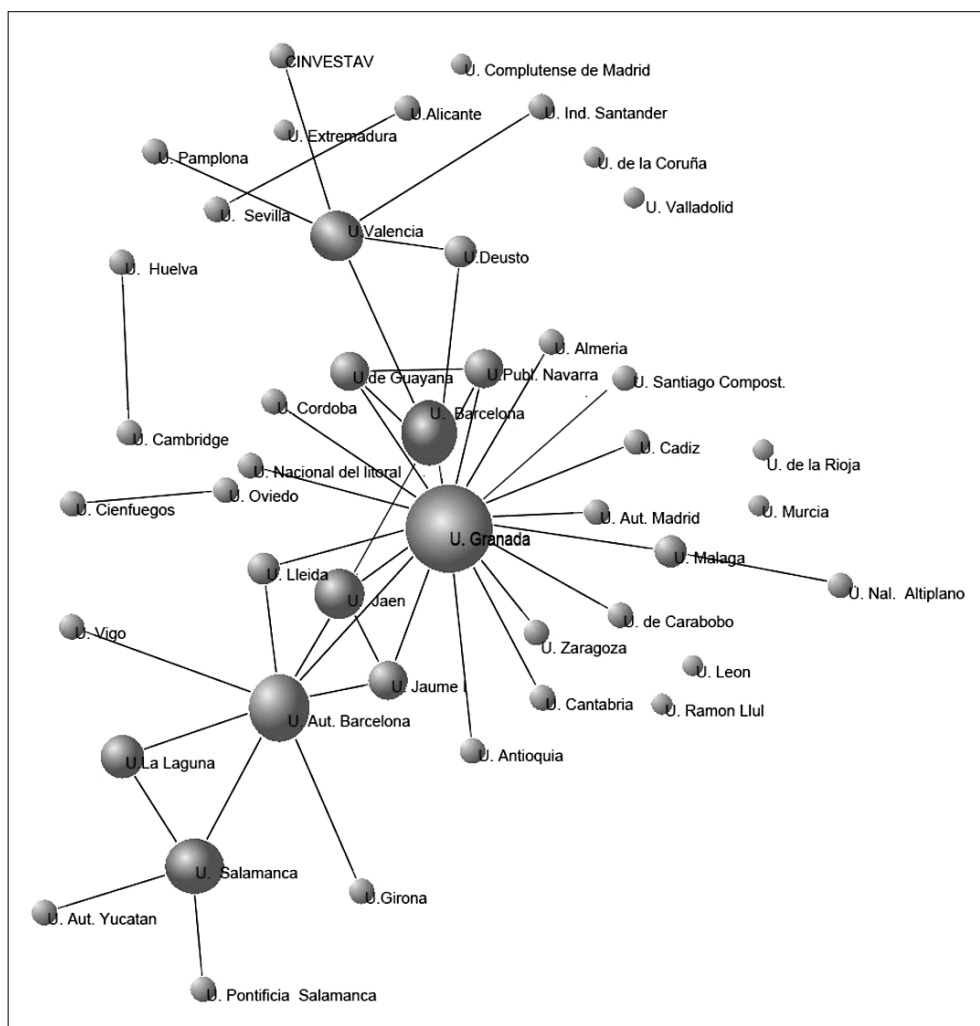 CINVESTAV
U. Complutense de Madrid
U.Alicante
U. Ind. Santander
U. Extremadura
U. Pamplona
U. de la Coruña
U. Valladolid
U.  Sevilla
U.Valencia
U.Deusto
U.  Huelva
U. Almeria
U.de Guayana
U.Publ. Navarra
U. Santiago Compost.
U. Cordoba
U.  Barcelona
U. Cambridge
U. Cadiz
U. de la Rioja
U. Nacional del litoral
U. Oviedo
U. Cienfuegos
U. Murcia
U. Aut. Madrid
U. Granada
U. Malaga
U. Lleida
U. Nal.  Altiplano
U.  Jaen
U. Vigo
U. de Carabobo
U. Zaragoza
U. Leon
U. Jaume I
U. Cantabria
U. Ramon Llul
U. Aut. Barcelona
U. Antioquia
U.La Laguna
U.  Salamanca
U.Girona
U. Aut. Yucatan
U. Pontificia  Salamanca